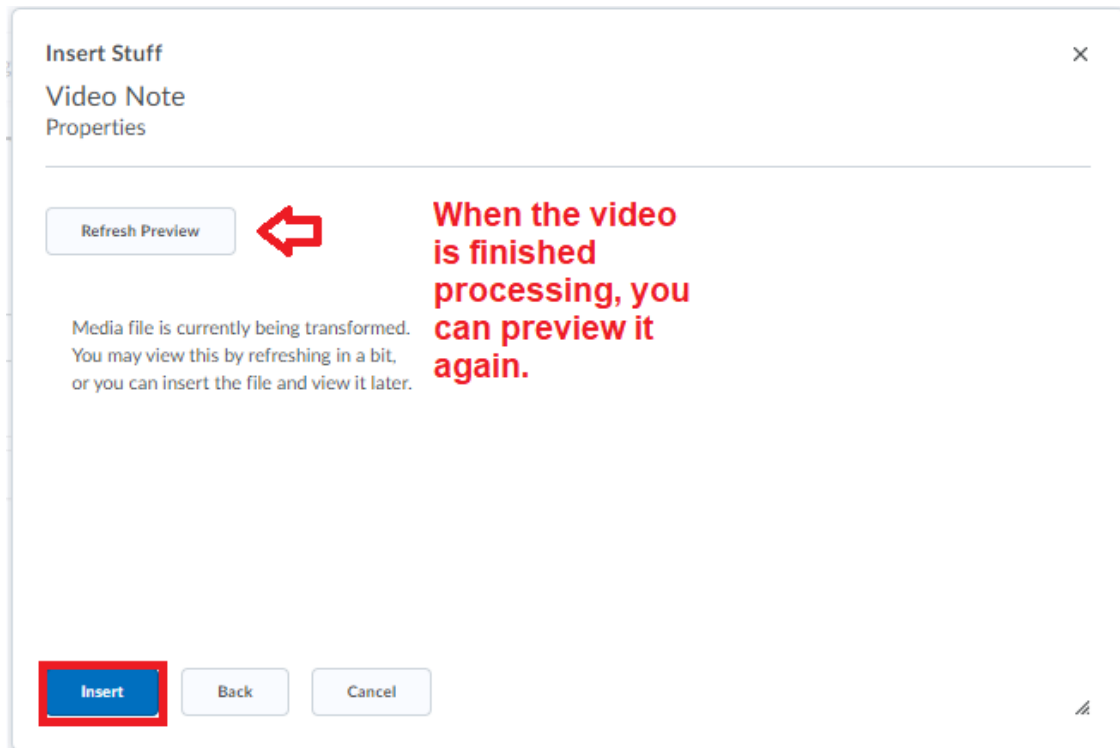 Insert Stuff
Video Note
Properties
Refresh Preview
When the video
is finished
processing, you
can preview it
again.
Media file is currently being transformed.
You may view this by refreshing in a bit,
or you can insert the file and view it later.
Insert
Back
Cancel